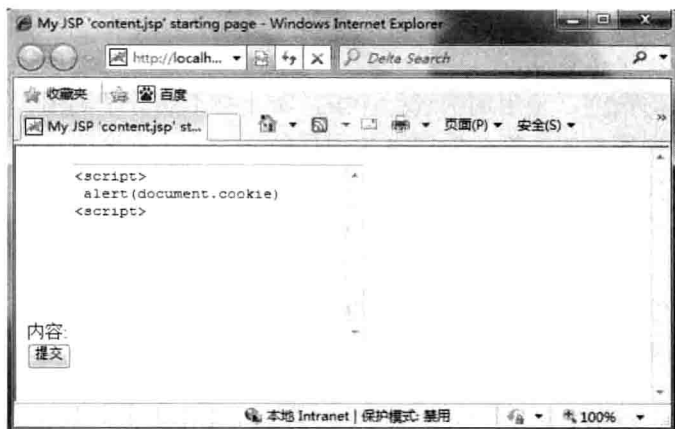 My JSP 'content.jsp' starting page - Windows Internet Explorer
http://localh... Delta Search
收藏夹 百度
My JSP 'content.jsp' st... 页面(P) 安全(S) »
<script>
alert(document.cookie)
<script>
内容:
提交
本地 Intranet | 保护模式: 禁用 100%